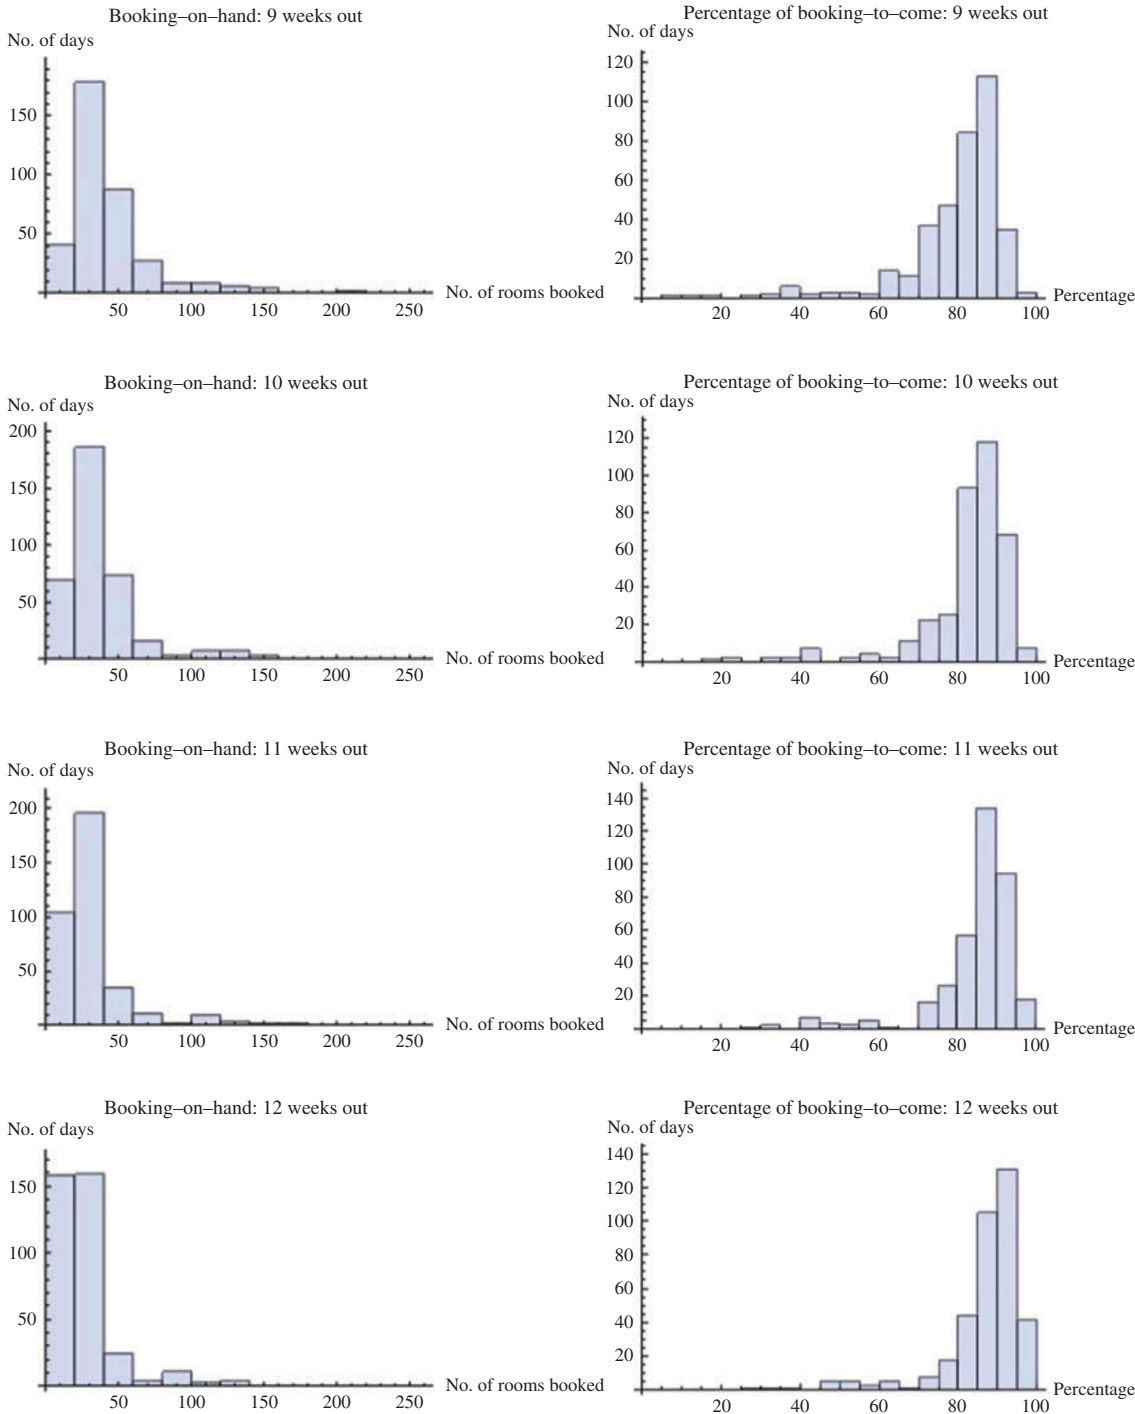 Booking–on–hand: 9 weeks out
No. of days
150
100
50
50 100 150 200 250
No. of rooms booked
Percentage of booking–to–come: 9 weeks out
No. of days
120
100
80
60
40
20
20 40 60 80 100
Percentage
Booking–on–hand: 10 weeks out
No. of days
200
150
100
50
50 100 150 200 250
No. of rooms booked
Percentage of booking–to–come: 10 weeks out
No. of days
120
100
80
60
40
20
20 40 60 80 100
Percentage
Booking–on–hand: 11 weeks out
No. of days
200
150
100
50
50 100 150 200 250
No. of rooms booked
Percentage of booking–to–come: 11 weeks out
No. of days
140
120
100
80
60
40
20
20 40 60 80 100
Percentage
Booking–on–hand: 12 weeks out
No. of days
150
100
50
50 100 150 200 250
No. of rooms booked
Percentage of booking–to–come: 12 weeks out
No. of days
140
120
100
80
60
40
20
20 40 60 80 100
Percentage